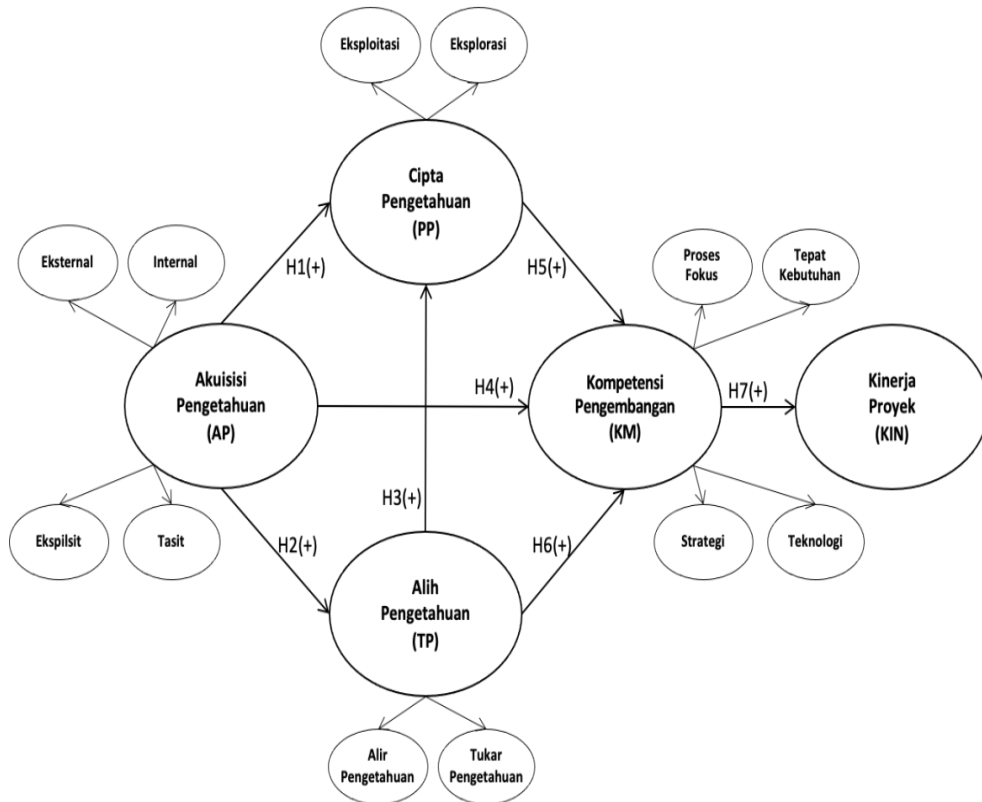 Eksploitasi
Eksplorasi
Cipta
Pengetahuan
(PP)
Eksternal
Internal
H1(+)
H5(+)
Proses
Fokus
Tepat
Kebutuhan
Akuisisi
Pengetahuan
(AP)
H4(+)
Kompetensi
Pengembangan
(KM)
H7(+)
Kinerja
Proyek
(KIN)
Ekspilsit
Tasit
H2(+)
H3(+)
H6(+)
Strategi
Teknologi
Alih
Pengetahuan
(TP)
Alir
Pengetahuan
Tukar
Pengetahuan